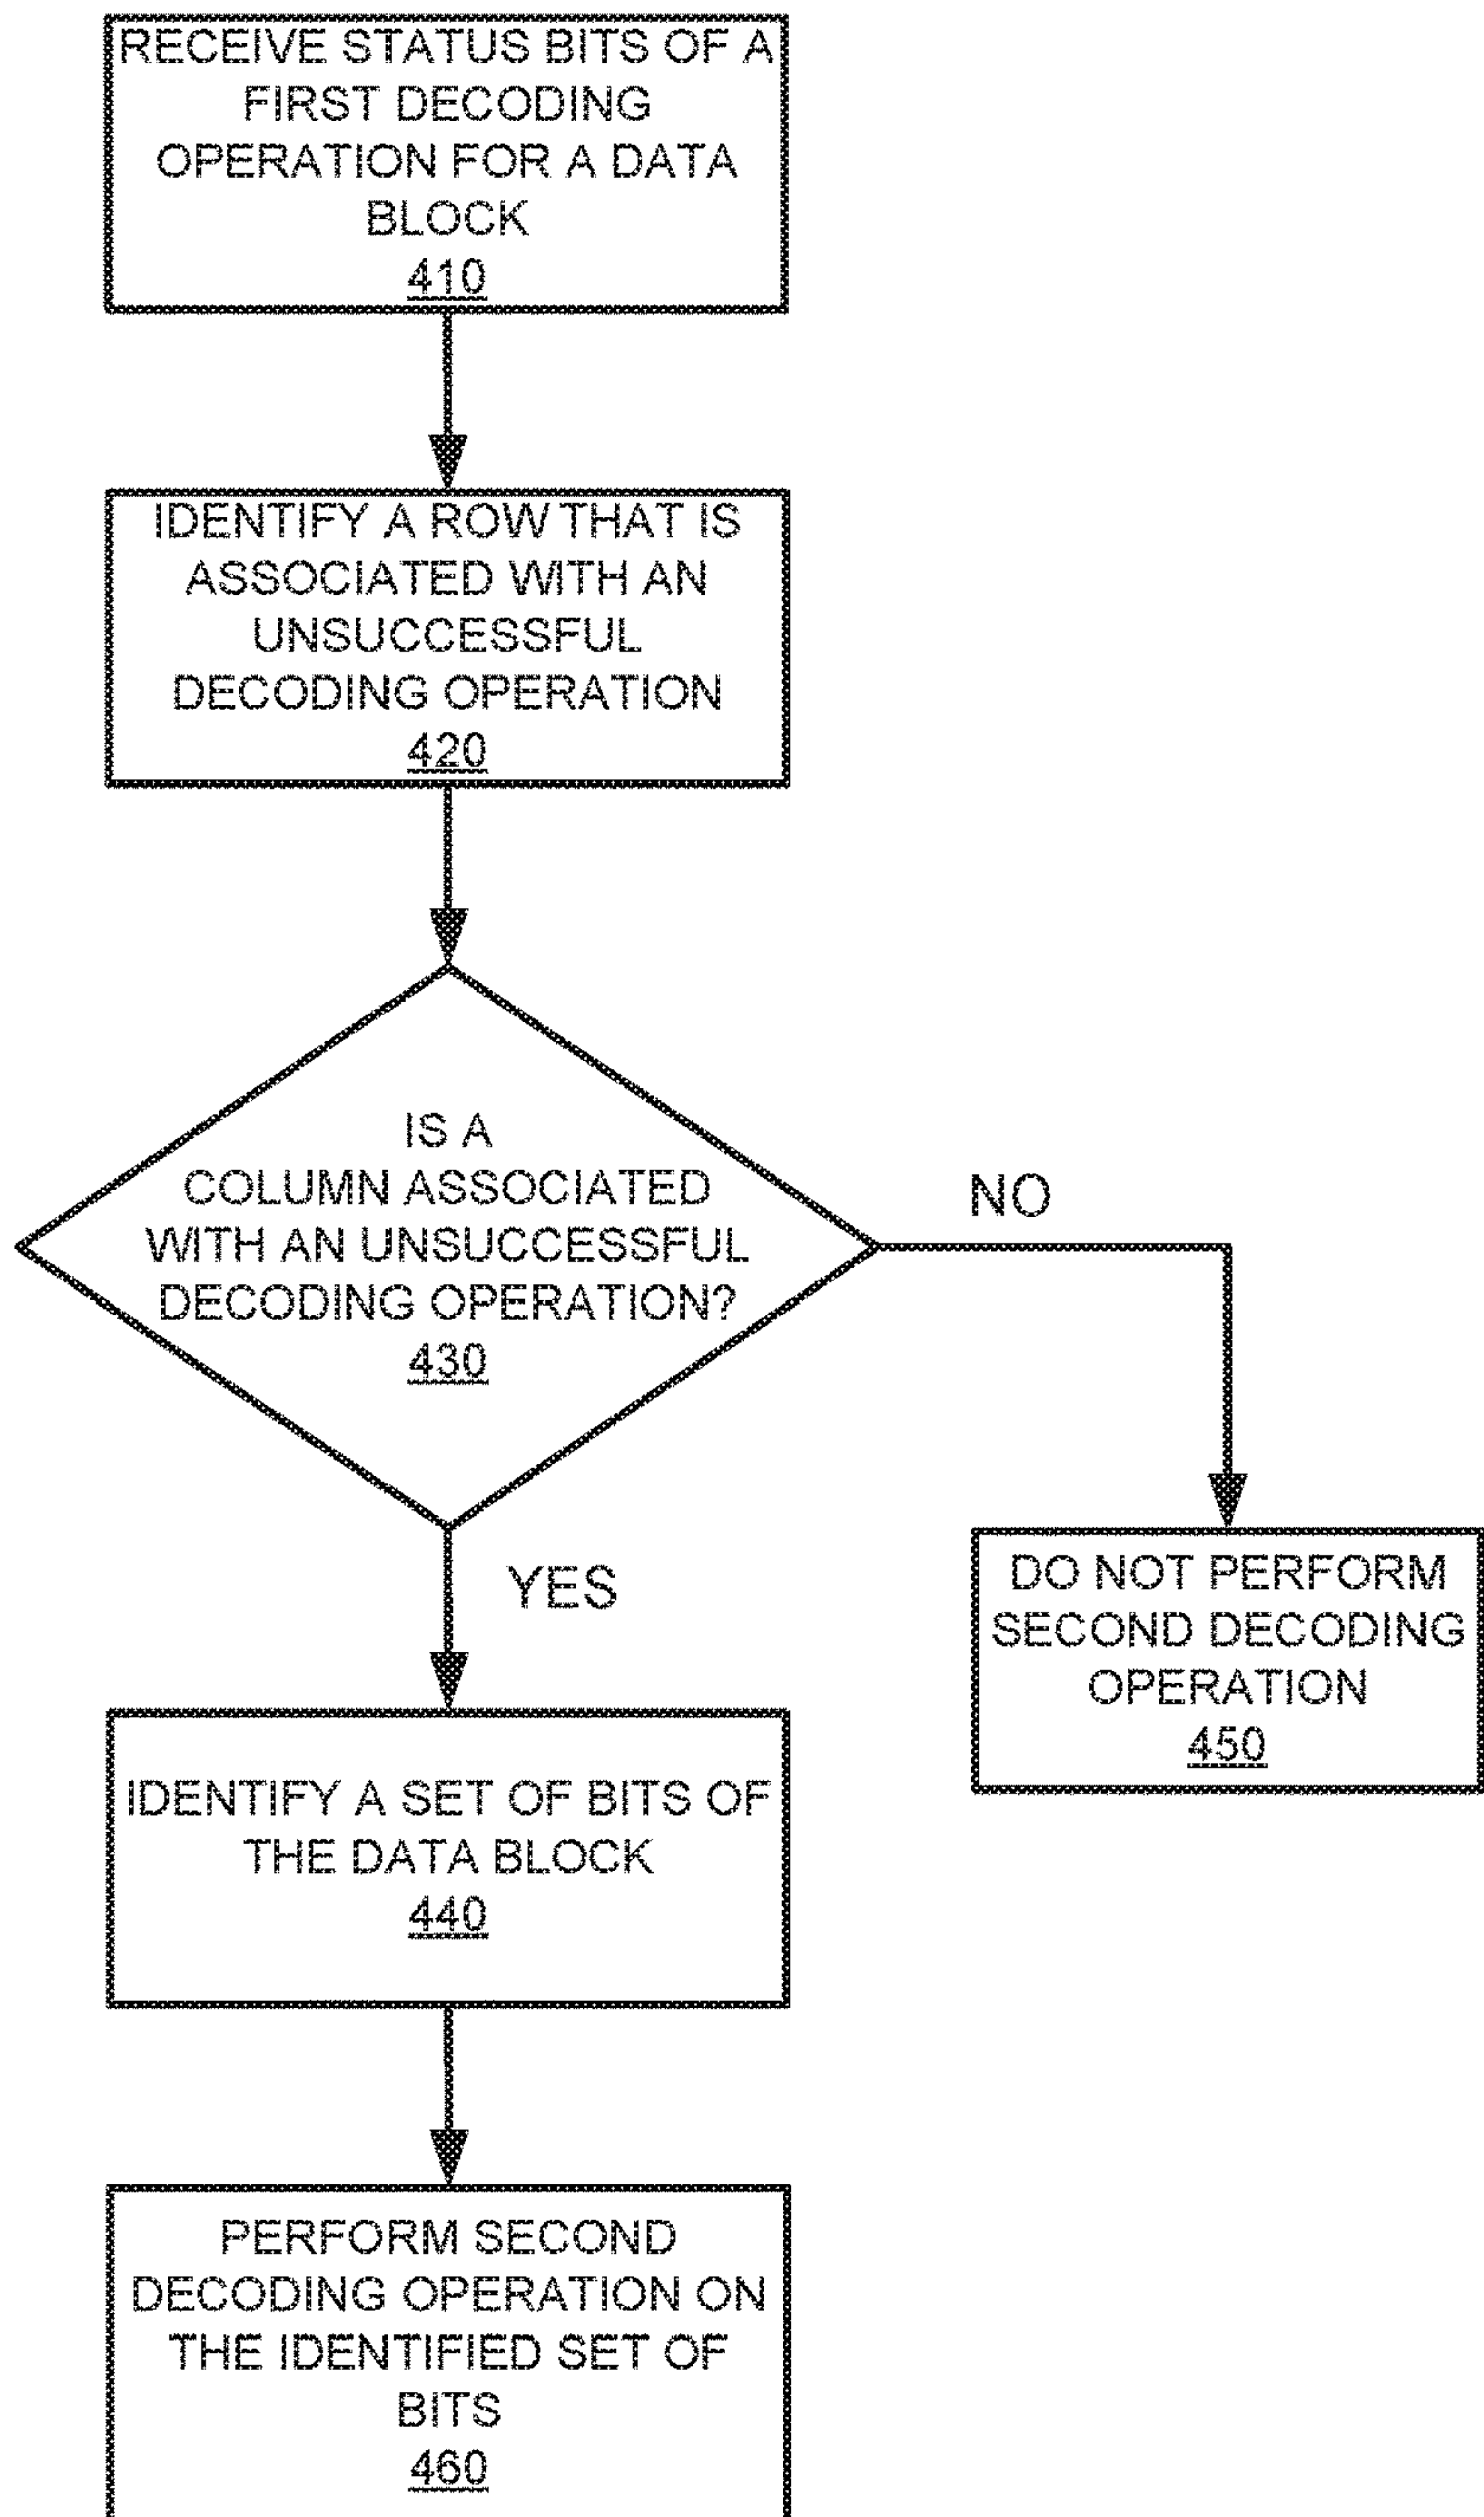 RECEIVE STATUS BITS OF A
FIRST DECODING
OPERATION FOR A DATA
BLOCK
410
IDENTIFY A ROW THAT IS
ASSOCIATED WITH AN
UNSUCCESSFUL
DECODING OPERATION
420
IS A
COLUMN ASSOCIATED
WITH AN UNSUCCESSFUL
DECODING OPERATION?
430
NO
YES
DO NOT PERFORM
SECOND DECODING
OPERATION
450
IDENTIFY A SET OF BITS OF
THE DATA BLOCK
440
PERFORM SECOND
DECODING OPERATION ON
THE IDENTIFIED SET OF
BITS
460